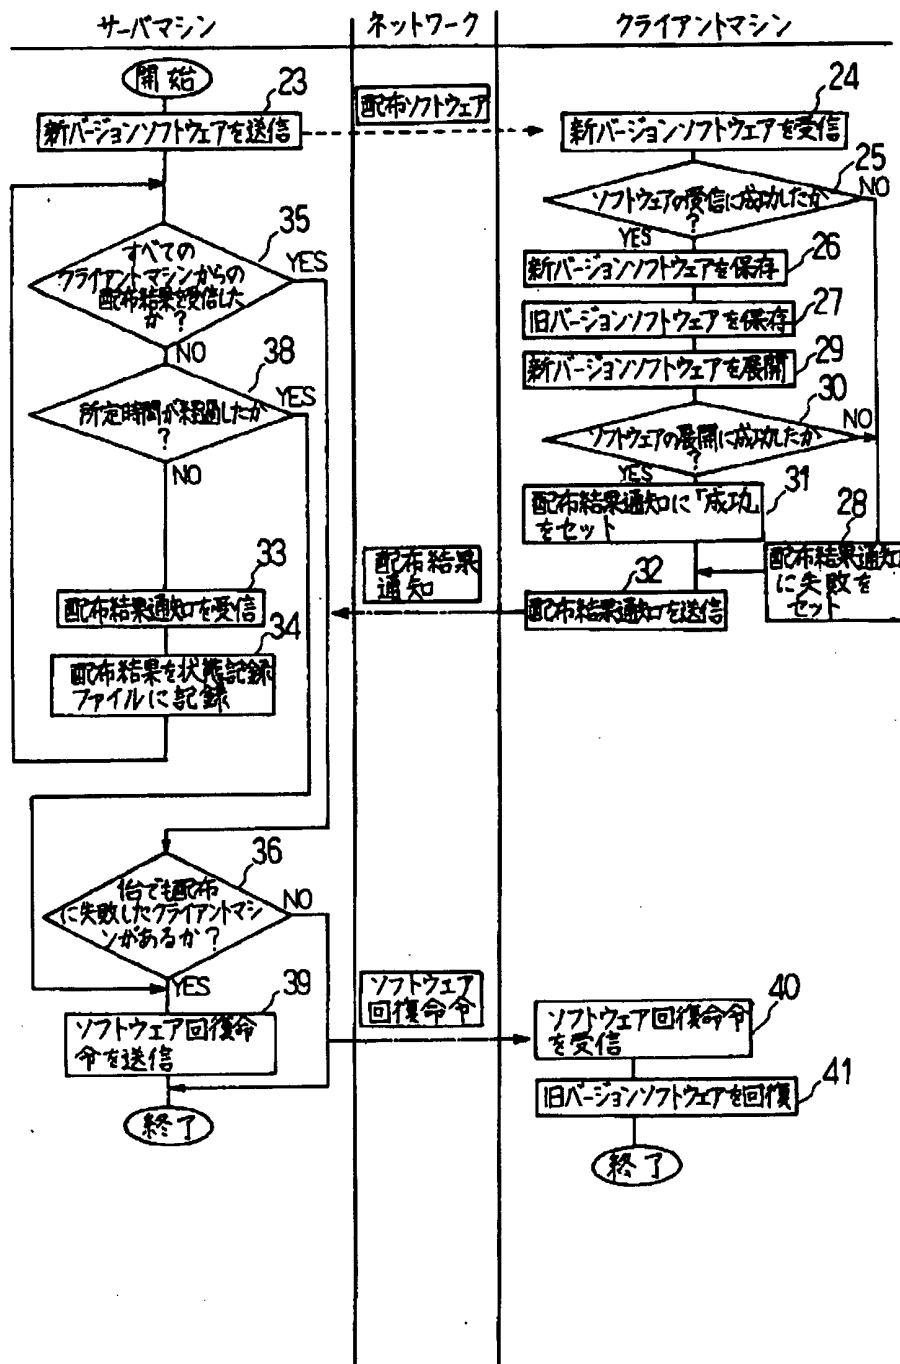 サーバマシン
ネットワーク
クライアントマシン
開始
23
新バージョンソフトウェアを送信
配布ソフトウェア
24
新バージョンソフトウェアを受信
25
ソフトウェアの受信に成功したか
?
NO
YES
26
新バージョンソフトウェアを保存
27
旧バージョンソフトウェアを保存
29
新バージョンソフトウェアを展開
30
ソフトウェアの展開に成功したか
?
NO
YES
31
配布結果通知に「成功」
をセット
28
配布結果通知
に失敗を
セット
32
配布結果通知を送信
配布結果
通知
35
すべての
クライアントマシンからの
配布結果を受信した
か?
YES
NO
38
所定時間が経過したか
?
YES
NO
33
配布結果通知を受信
34
配布結果を状態記録
ファイルに記録
36
1台でも配布
に失敗したクライアントマシ
ンがあるか?
NO
YES
39
ソフトウェア回復命
令を送信
終了
ソフトウェア
回復命令
40
ソフトウェア回復命令
を受信
41
旧バージョンソフトウェアを回復
終了